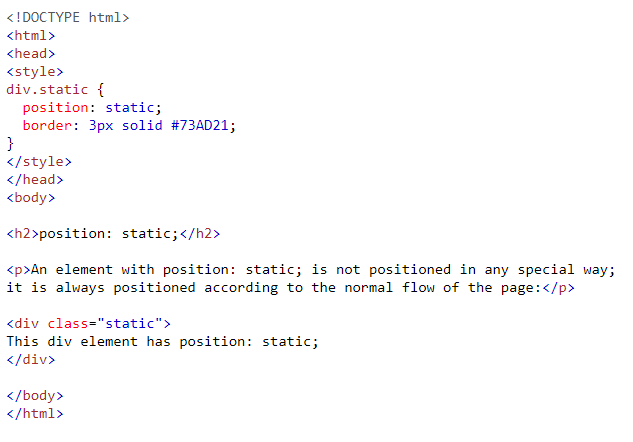 <!DOCTYPE html>
<html>
<head>
<style>
div.static {
  position: static;
  border: 3px solid #73AD21;
}
</style>
</head>
<body>

<h2>position: static;</h2>

<p>An element with position: static; is not positioned in any special way;
it is always positioned according to the normal flow of the page:</p>

<div class="static">
This div element has position: static;
</div>

</body>
</html>